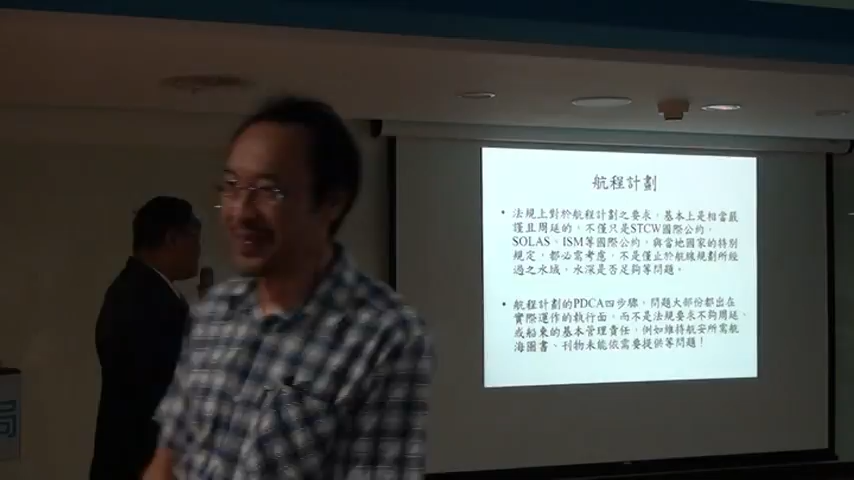 航程計劃
• 法規上對於航程計劃之要求，基本上是相當嚴
謹且周延的，不僅只是STCW國際公約，
SOLAS、ISM等國際公約，與當地國家的特別
規定，都必需考慮，不是僅止於航線規劃所經
過之水域，水深是否足夠等問題。
• 航程計劃的PDCA四步驟，問題大部份都出在
實際運作的執行面，而不是法規要求不夠周延、
或船東的基本管理責任，例如維持航安所需航
海圖書、刊物未能依需要提供等問題！
局